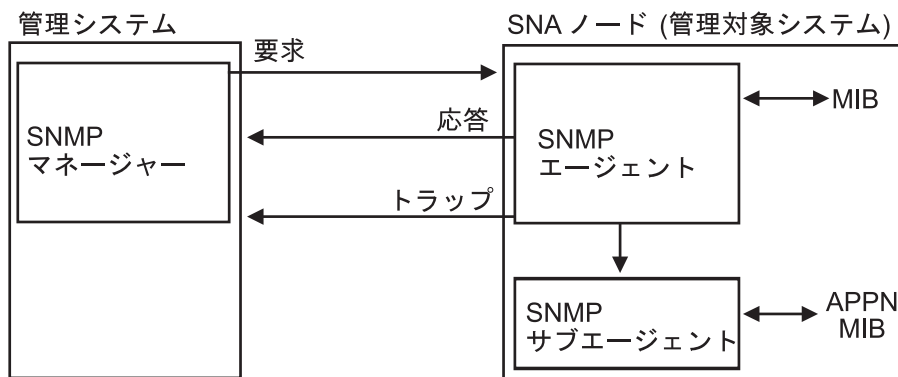 管理システム
SNA ノード (管理対象システム)
要求
SNMP
マネージャー
応答
SNMP
エージェント
MIB
トラップ
SNMP
サブエージェント
APPN
MIB